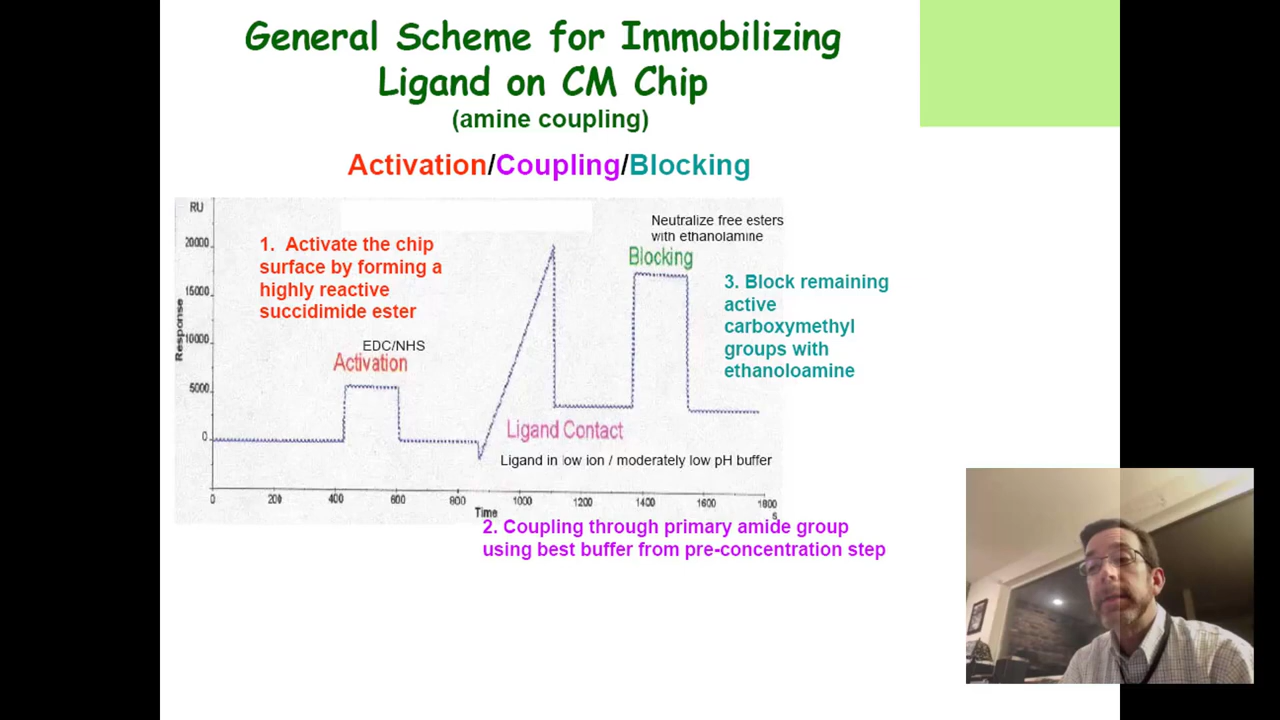 General Scheme for Immobilizing
Ligand on CM Chip
(amine coupling)
Activation/Coupling/Blocking
RU
20000
15000
10000
5000
0
Response
1. Activate the chip
surface by forming a
highly reactive
succidimide ester
EDC/NHS
Activation
Neutralize free esters
with ethanolamine
Blocking
3. Block remaining
active
carboxymethyl
groups with
ethanoloamine
Ligand Contact
Ligand in low ion / moderately low pH buffer
0 200 400 600 800 1000 1200 1400 1600 1800
Time
s
2. Coupling through primary amide group
using best buffer from pre-concentration step